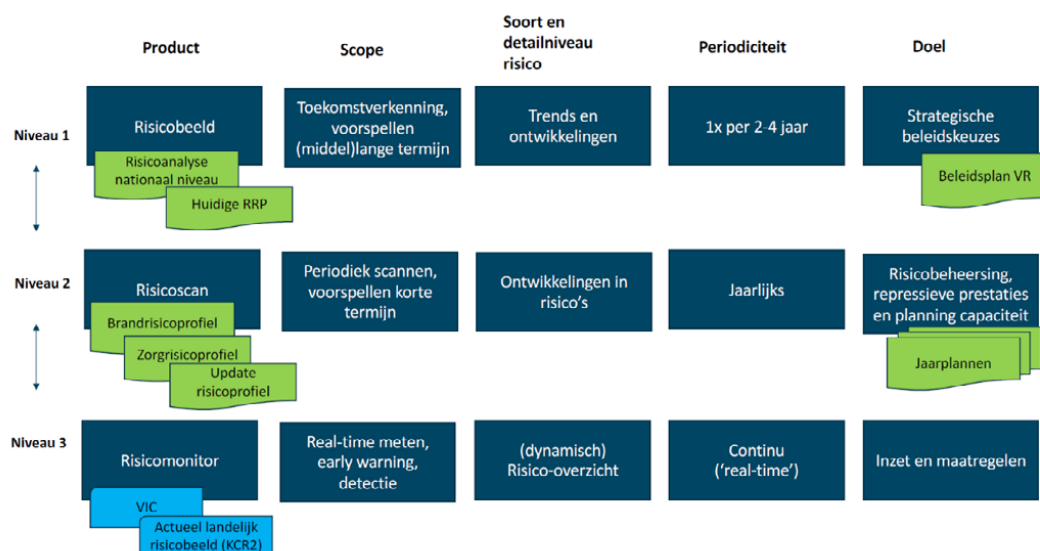 Product
Scope
Soort en
detailniveau
risico
Periodiciteit
Doel
Niveau 1
Risicobeeld
Risicoanalyse
nationaal niveau
Huidige RRP
Toekomstverkenning,
voorspellen
(middel)lange termijn
Trends en
ontwikkelingen
1x per 2-4 jaar
Strategische
beleidskeuzes
Beleidsplan VR
Niveau 2
Risicoscan
Brandrisicoprofiel
Zorgrisicoprofiel
Update
risicoprofiel
Periodiek scannen,
voorspellen korte
termijn
Ontwikkelingen in
risico's
Jaarlijks
Risicobeheersing,
repressieve prestaties
en planning capaciteit
Jaarplannen
Niveau 3
Risicomonitor
VIC
Actueel landelijk
risicobeeld (KCR2)
Real-time meten,
early warning,
detectie
(dynamisch)
Risico-overzicht
Continu
('real-time')
Inzet en maatregelen